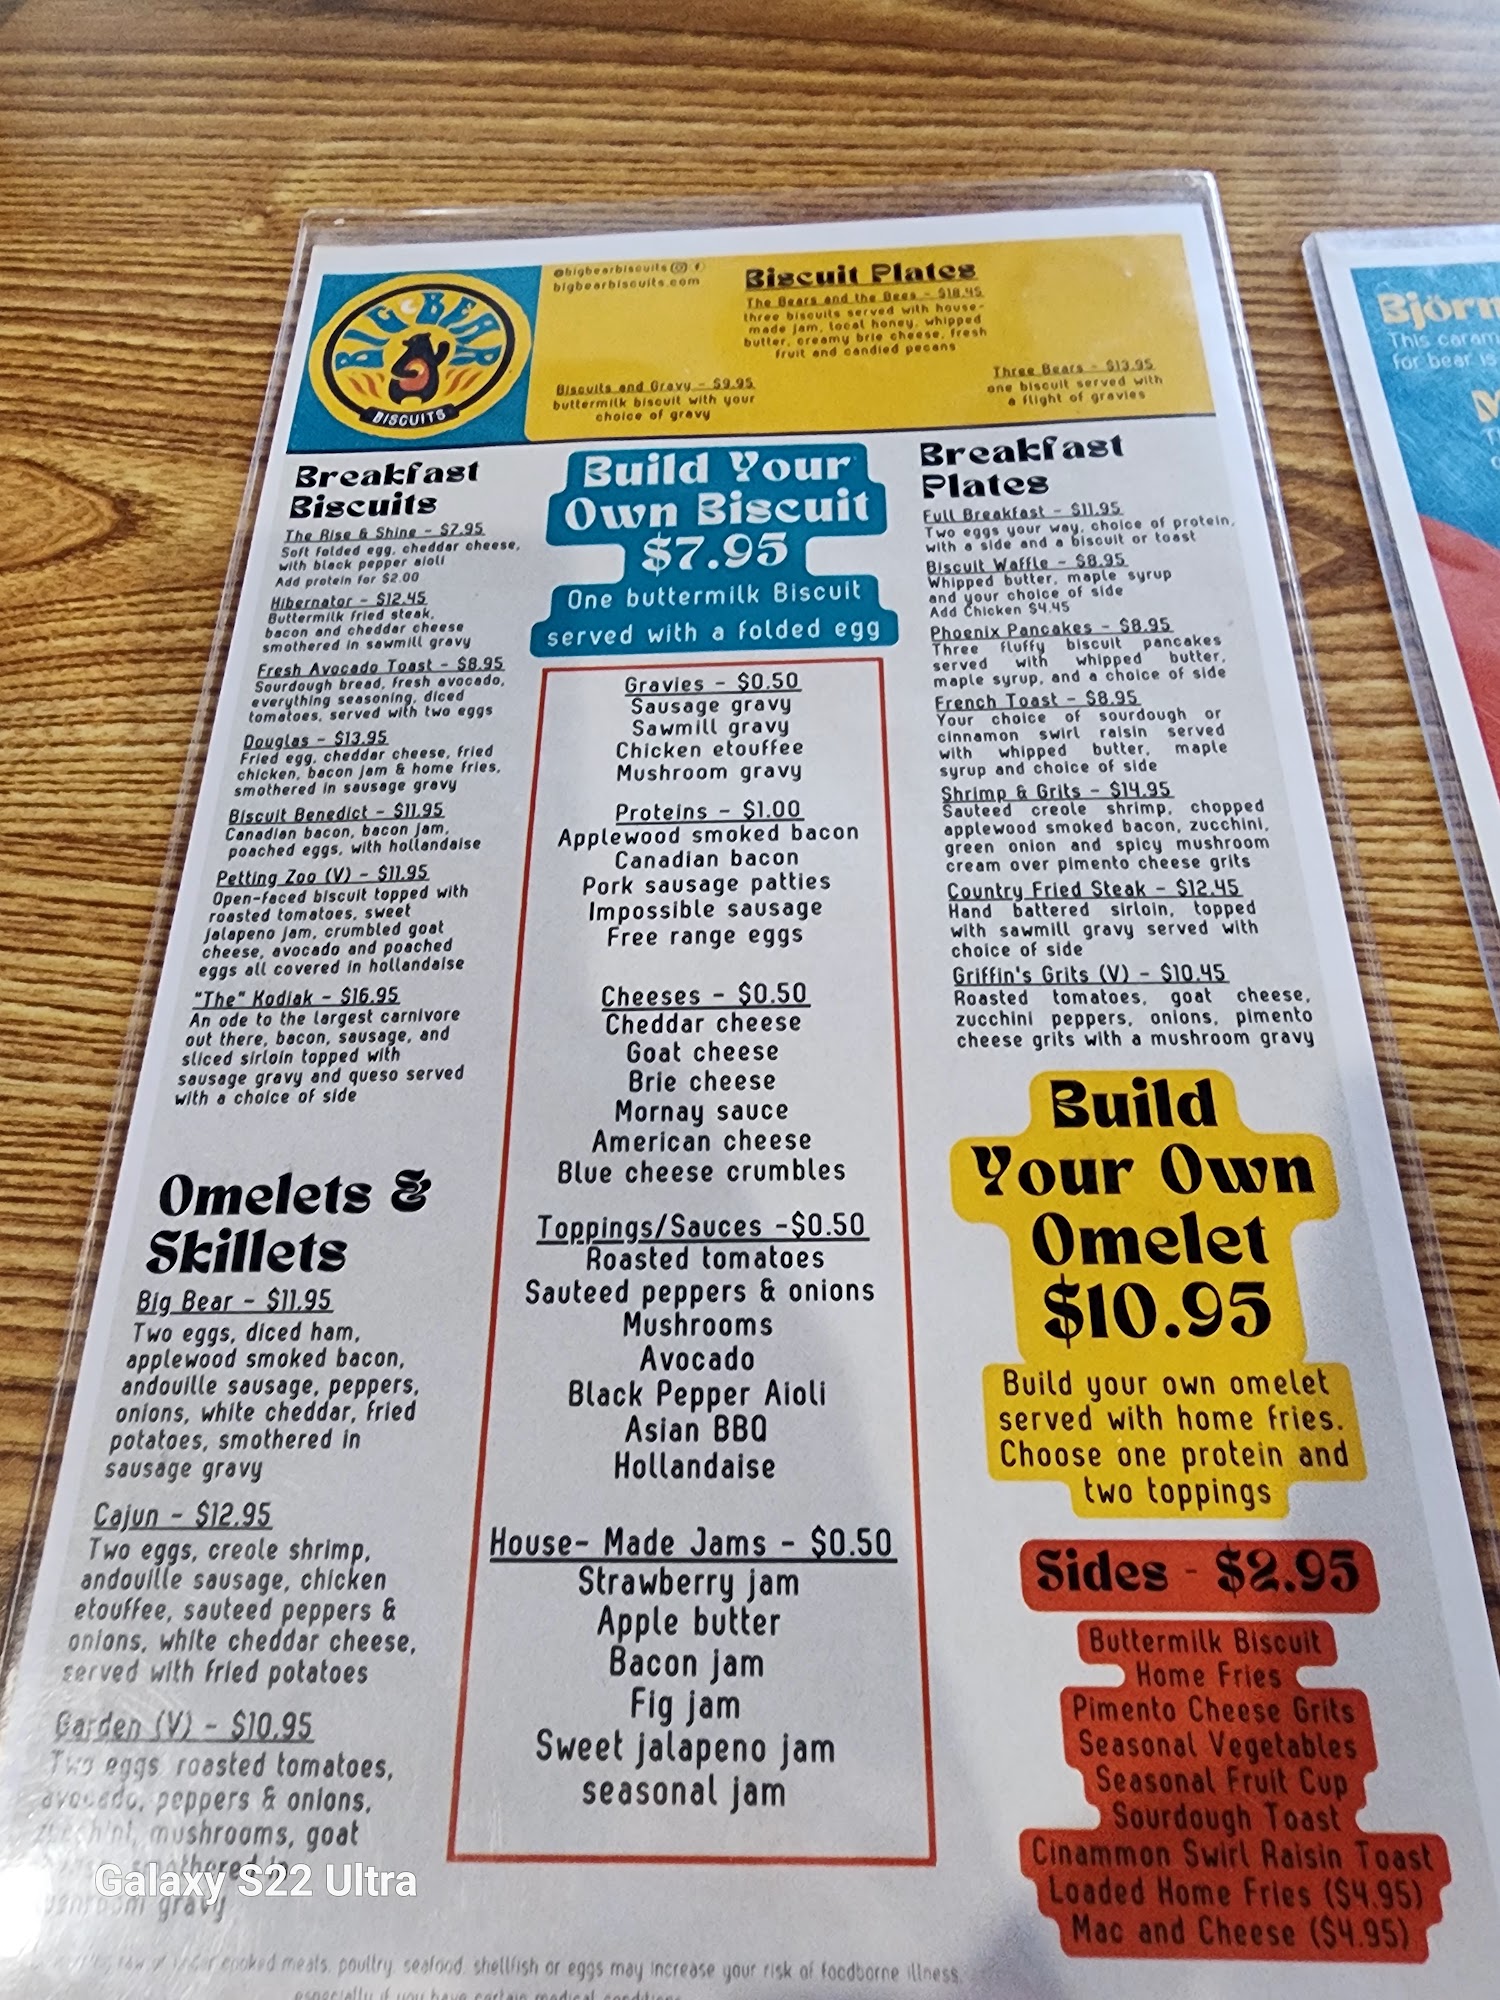 BIG BEAR
BISCUITS
@bigbearbiscuits
bigbearbiscuits.com
Biscuit Plates
The Bears and the Bees - $18.45
three biscuits served with house-
made jam, local honey, whipped
butter, creamy brie cheese, fresh
fruit and candied pecans
Biscuits and Gravy - $9.95
buttermilk biscuit with your
choice of gravy
Three Bears - $13.95
one biscuit served with
a flight of gravies
Breakfast
Biscuits
The Rise & Shine - $7.95
Soft folded egg, cheddar cheese,
with black pepper aioli
Add protein for $2.00
Hibernator - $12.45
Buttermilk fried steak,
bacon and cheddar cheese
smothered in sawmill gravy
Fresh Avocado Toast - $8.95
Sourdough bread, fresh avocado,
everything seasoning, diced
tomatoes, served with two eggs
Douglas - $13.95
Fried egg, cheddar cheese, fried
chicken, bacon jam & home fries,
smothered in sausage gravy
Biscuit Benedict - $11.95
Canadian bacon, bacon jam,
poached eggs, with hollandaise
Petting Zoo (V) - $11.95
Open-faced biscuit topped with
roasted tomatoes, sweet
jalapeno jam, crumbled goat
cheese, avocado and poached
eggs all covered in hollandaise
"The" Kodiak - $16.95
An ode to the largest carnivore
out there, bacon, sausage, and
sliced sirloin topped with
sausage gravy and queso served
with a choice of side
Omelets &
Skillets
Big Bear - $11.95
Two eggs, diced ham,
applewood smoked bacon,
andouille sausage, peppers,
onions, white cheddar, fried
potatoes, smothered in
sausage gravy
Cajun - $12.95
Two eggs, creole shrimp,
andouille sausage, chicken
etouffee, sauteed peppers &
onions, white cheddar cheese,
served with fried potatoes
Garden (V) - $10.95
Two eggs, roasted tomatoes,
avocado, peppers & onions,
zucchini, mushrooms, goat
smothered in
mushroom gravy
Build Your
Own Biscuit
$7.95
One buttermilk Biscuit
served with a folded egg
Gravies - $0.50
Sausage gravy
Sawmill gravy
Chicken etouffee
Mushroom gravy
Proteins - $1.00
Applewood smoked bacon
Canadian bacon
Pork sausage patties
Impossible sausage
Free range eggs
Cheeses - $0.50
Cheddar cheese
Goat cheese
Brie cheese
Mornay sauce
American cheese
Blue cheese crumbles
Toppings/Sauces -$0.50
Roasted tomatoes
Sauteed peppers & onions
Mushrooms
Avocado
Black Pepper Aioli
Asian BBQ
Hollandaise
House- Made Jams - $0.50
Strawberry jam
Apple butter
Bacon jam
Fig jam
Sweet jalapeno jam
seasonal jam
Breakfast
Plates
Full Breakfast - $11.95
Two eggs your way, choice of protein,
with a side and a biscuit or toast
Biscuit Waffle - $8.95
Whipped butter, maple syrup
and your choice of side
Add Chicken $4.45
Phoenix Pancakes - $8.95
Three fluffy biscuit pancakes
served with whipped butter,
maple syrup, and a choice of side
French Toast - $8.95
Your choice of sourdough or
cinnamon swirl raisin served
with whipped butter, maple
syrup and choice of side
Shrimp & Grits - $14.95
Sauteed creole shrimp, chopped
applewood smoked bacon, zucchini,
green onion and spicy mushroom
cream over pimento cheese grits
Country Fried Steak - $12.45
Hand battered sirloin, topped
with sawmill gravy served with
choice of side
Griffin's Grits (V) - $10.45
Roasted tomatoes, goat cheese,
zucchini peppers, onions, pimento
cheese grits with a mushroom gravy
Build
Your Own
Omelet
$10.95
Build your own omelet
served with home fries.
Choose one protein and
two toppings
Sides - $2.95
Buttermilk Biscuit
Home Fries
Pimento Cheese Grits
Seasonal Vegetables
Seasonal Fruit Cup
Sourdough Toast
Cinammon Swirl Raisin Toast
Loaded Home Fries ($4.95)
Mac and Cheese ($4.95)
cooked meats, poultry, seafood, shellfish or eggs may increase your risk of foodborne illness,
especially if you have certain medical conditions
Björn
This caram
for bear is
Galaxy S22 Ultra